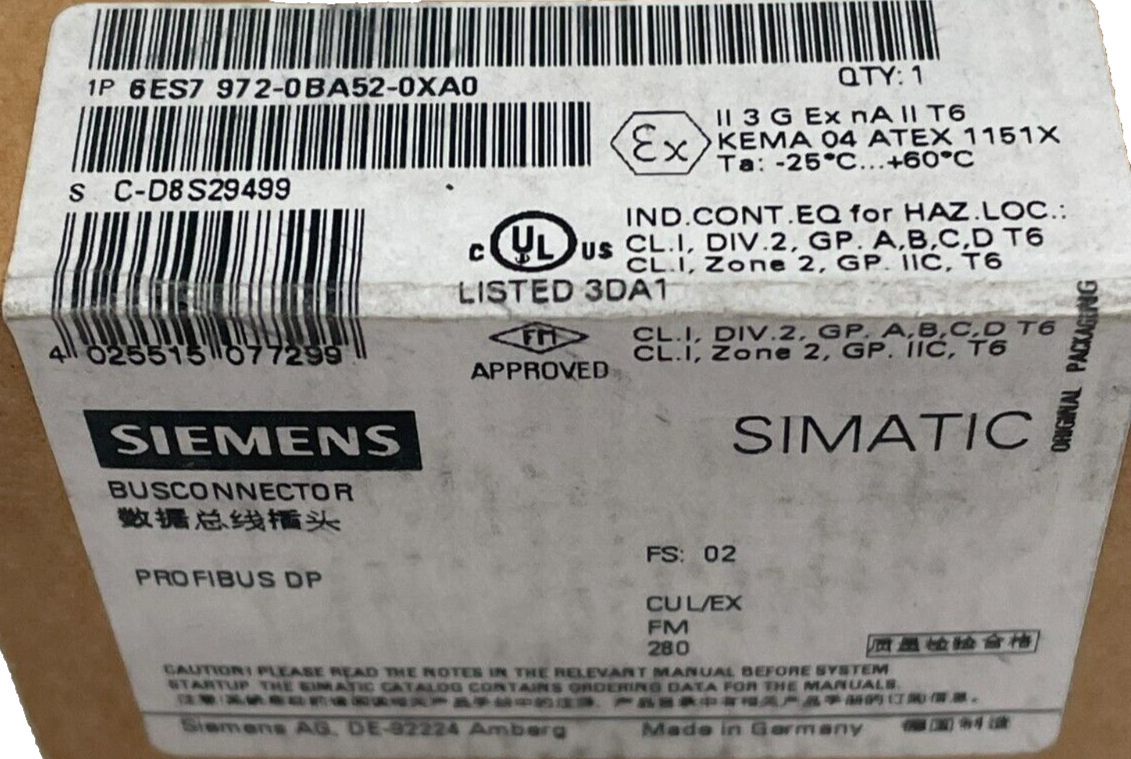 1P 6ES7 972-0BA52-0XA0
QTY: 1
S C-D8S29499
Ex
II 3 G Ex nA II T6
KEMA 04 ATEX 1151X
Ta: -25°C...+60°C
C UL US
LISTED 3DA1
IND.CONT.EQ for HAZ.LOC.:
CL.I, DIV.2, GP. A,B,C,D T6
CL.I, Zone 2, GP. IIC, T6
4 025515 077299
FM
APPROVED
CL.I, DIV.2, GP. A,B,C,D T6
CL.I, Zone 2, GP. IIC, T6
ORIGINAL PACKAGING
SIEMENS
SIMATIC
BUSCONNECTOR
数据总线插头
PROFIBUS DP
FS: 02
CUL/EX
FM
280
质量检验合格
CAUTION! PLEASE READ THE NOTES IN THE RELEVANT MANUAL BEFORE SYSTEM
STARTUP. THE SIMATIC CATALOG CONTAINS ORDERING DATA FOR THE MANUALS.
Siemens AG, DE-92224 Amberg
Made in Germany
德国制造